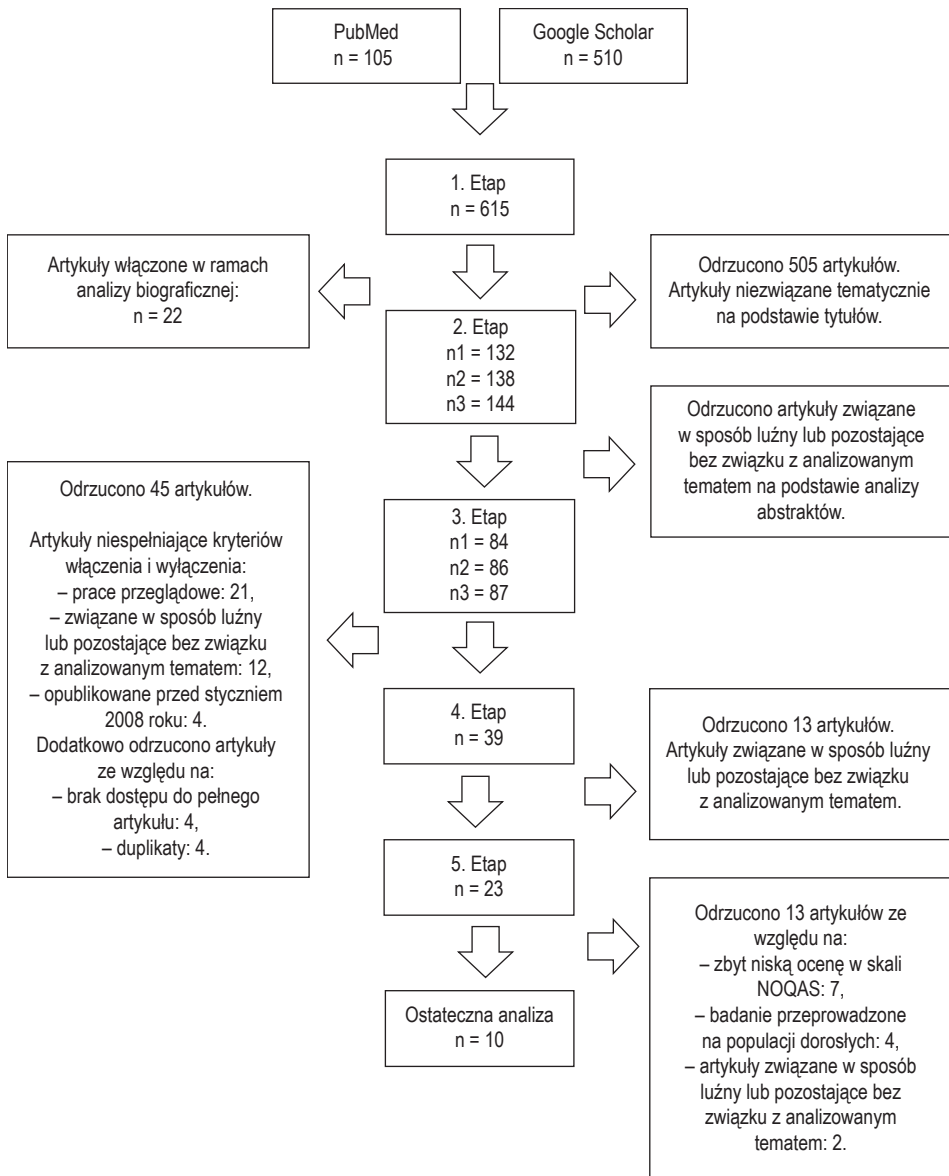 PubMed
n = 105
Google Scholar
n = 510
1. Etap
n = 615
Artykuły włączone w ramach
analizy biograficznej:
n = 22
Odrzucono 505 artykułów.
Artykuły niezwiązane tematycznie
na podstawie tytułów.
2. Etap
n1 = 132
n2 = 138
n3 = 144
Odrzucono artykuły związane
w sposób luźny lub pozostające
bez związku z analizowanym
tematem na podstawie analizy
abstraktów.
3. Etap
n1 = 84
n2 = 86
n3 = 87
Odrzucono 45 artykułów.
Artykuły niespełniające kryteriów
włączenia i wyłączenia:
– prace przeglądowe: 21,
– związane w sposób luźny
lub pozostające bez związku
z analizowanym tematem: 12,
– opublikowane przed styczniem
2008 roku: 4.
Dodatkowo odrzucono artykuły
ze względu na:
– brak dostępu do pełnego
artykułu: 4,
– duplikaty: 4.
4. Etap
n = 39
Odrzucono 13 artykułów.
Artykuły związane w sposób luźny
lub pozostające bez związku
z analizowanym tematem.
5. Etap
n = 23
Odrzucono 13 artykułów ze
względu na:
– zbyt niską ocenę w skali
NOQAS: 7,
– badanie przeprowadzone
na populacji dorosłych: 4,
– artykuły związane w sposób
luźny lub pozostające bez
związku z analizowanym
tematem: 2.
Ostateczna analiza
n = 10